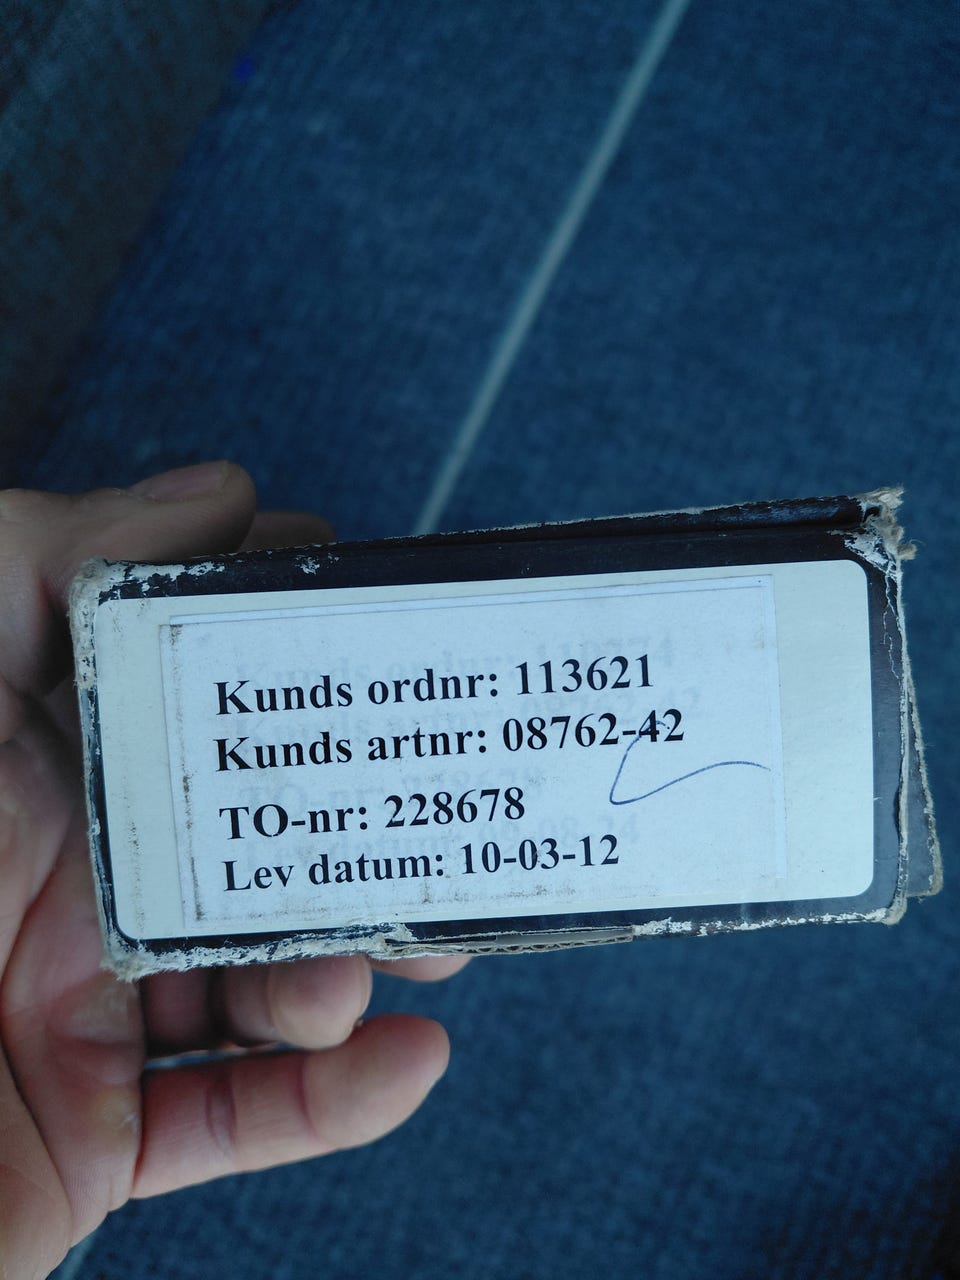 Kunds ordnr: 113621
Kunds artnr: 08762-42
TO-nr: 228678
Lev datum: 10-03-12